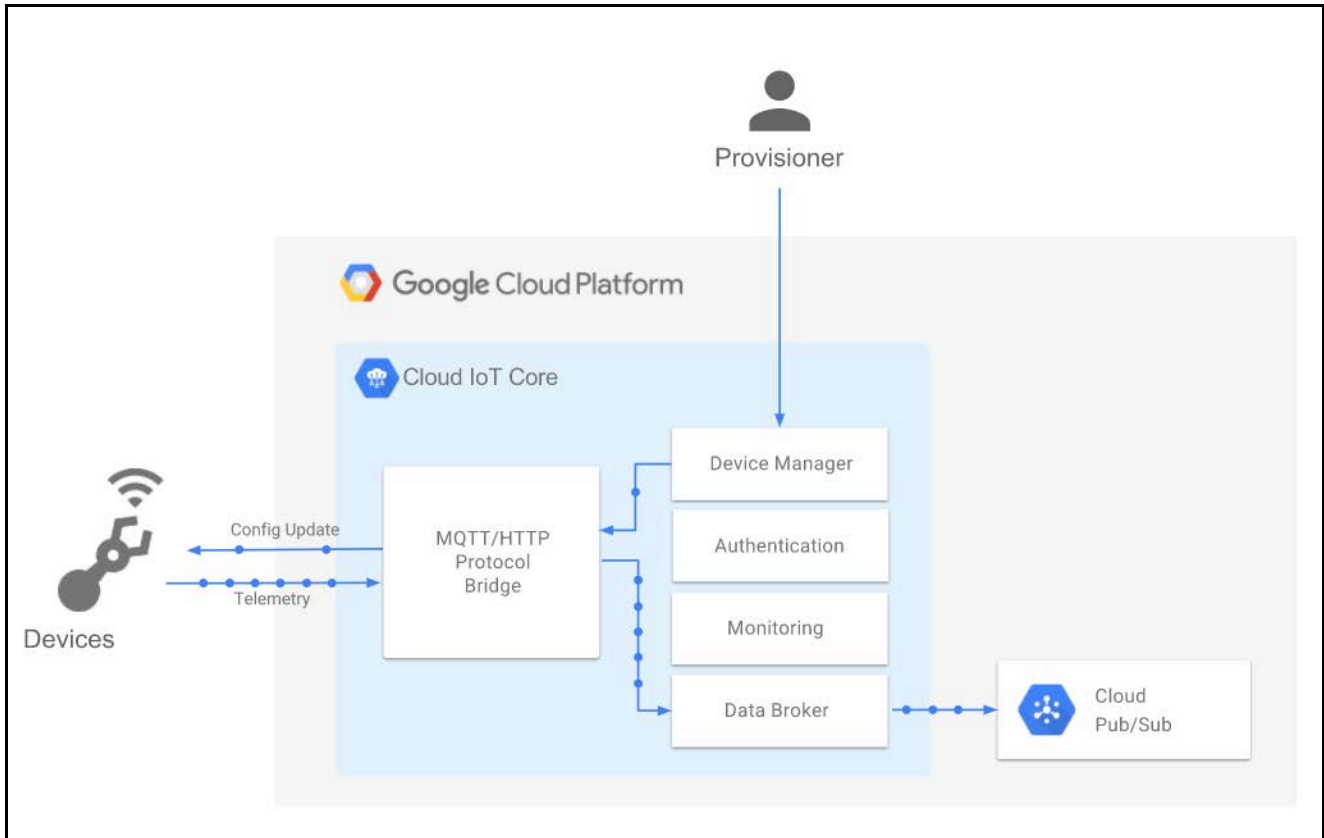 Provisioner
Google Cloud Platform
Cloud IoT Core
Device Manager
Config Update
MQTT/HTTP
Protocol
Bridge
Authentication
Telemetry
Devices
Monitoring
Data Broker
Cloud
Pub/Sub